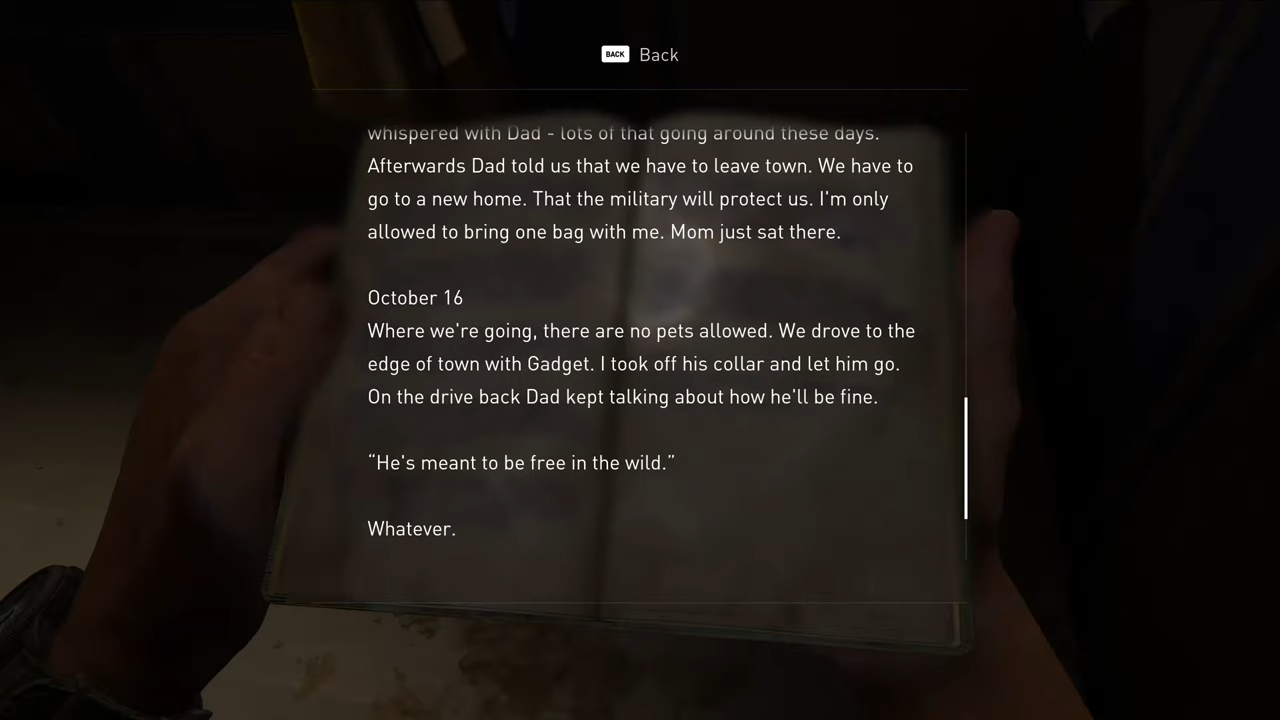 BACK Back
whispered with Dad - lots of that going around these days.
Afterwards Dad told us that we have to leave town. We have to
go to a new home. That the military will protect us. I'm only
allowed to bring one bag with me. Mom just sat there.
October 16
Where we're going, there are no pets allowed. We drove to the
edge of town with Gadget. I took off his collar and let him go.
On the drive back Dad kept talking about how he'll be fine.
“He's meant to be free in the wild.”
Whatever.